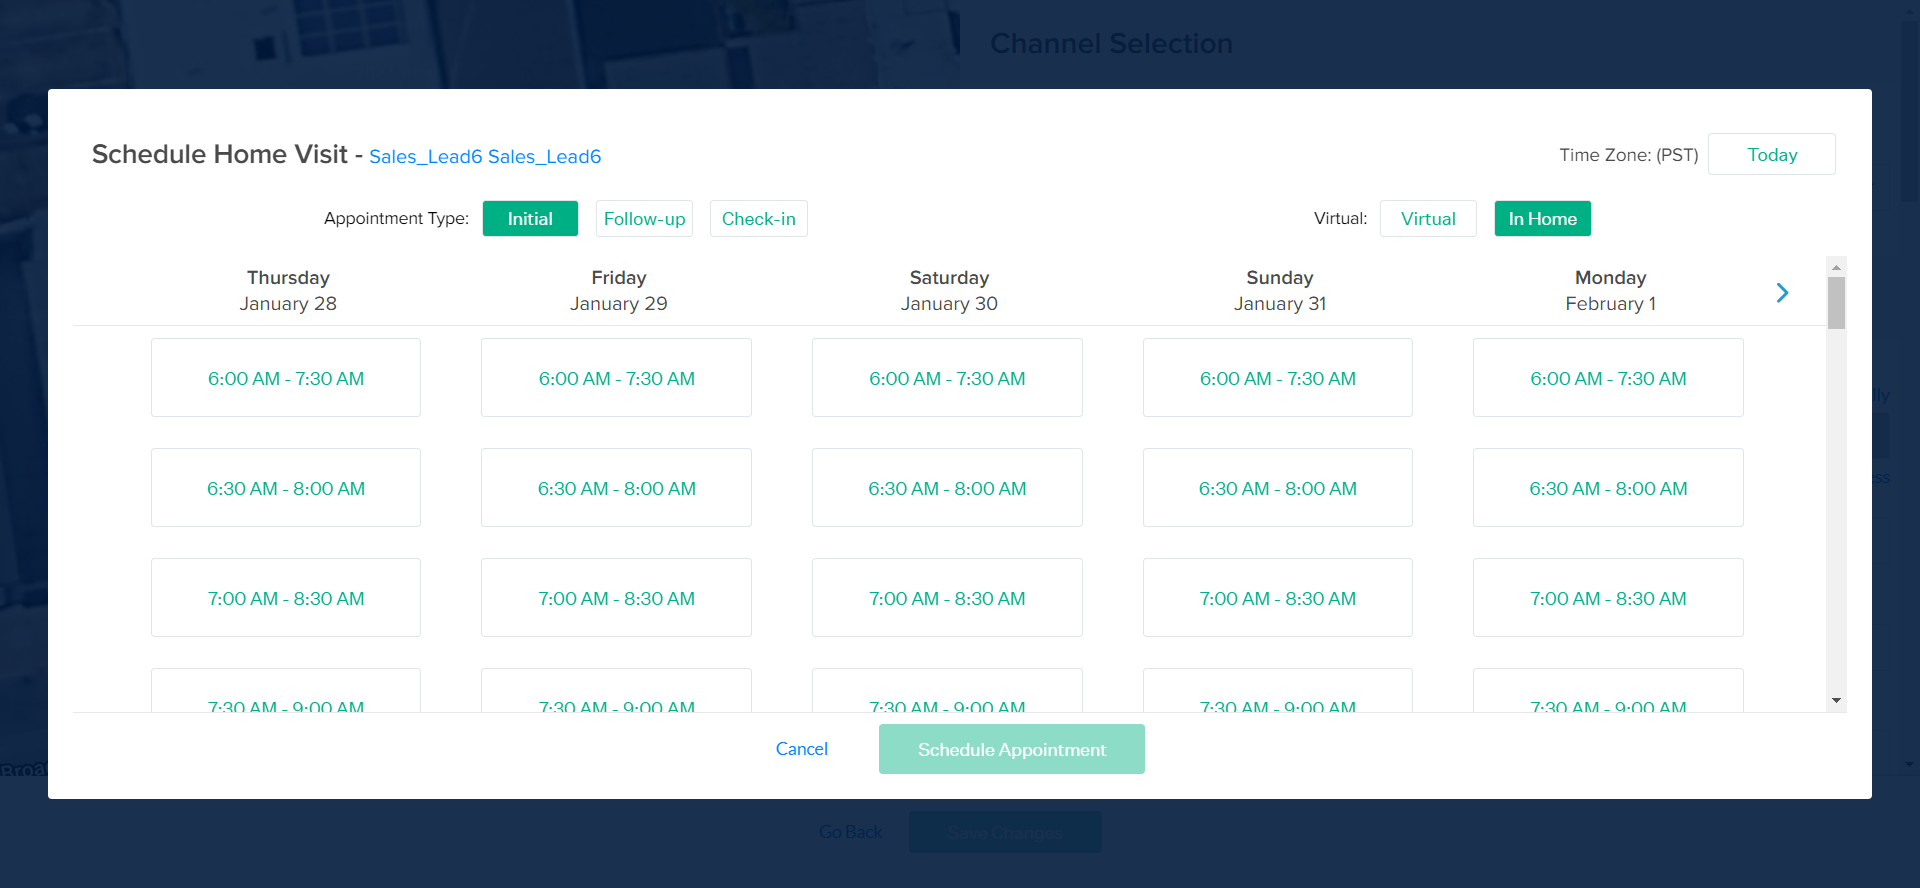 Channel Selection
Schedule Home Visit - Sales_Lead6 Sales_Lead6
Time Zone: (PST) Today
Appointment Type: Initial Follow-up Check-in Virtual: Virtual In Home
Thursday Friday Saturday Sunday Monday
January 28 January 29 January 30 January 31 February 1
6:00 AM - 7:30 AM 6:00 AM - 7:30 AM 6:00 AM - 7:30 AM 6:00 AM - 7:30 AM 6:00 AM - 7:30 AM
6:30 AM - 8:00 AM 6:30 AM - 8:00 AM 6:30 AM - 8:00 AM 6:30 AM - 8:00 AM 6:30 AM - 8:00 AM
7:00 AM - 8:30 AM 7:00 AM - 8:30 AM 7:00 AM - 8:30 AM 7:00 AM - 8:30 AM 7:00 AM - 8:30 AM
7:30 AM - 9:00 AM 7:30 AM - 9:00 AM 7:30 AM - 9:00 AM 7:30 AM - 9:00 AM 7:30 AM - 9:00 AM
Cancel Schedule Appointment
Go Back Save Changes